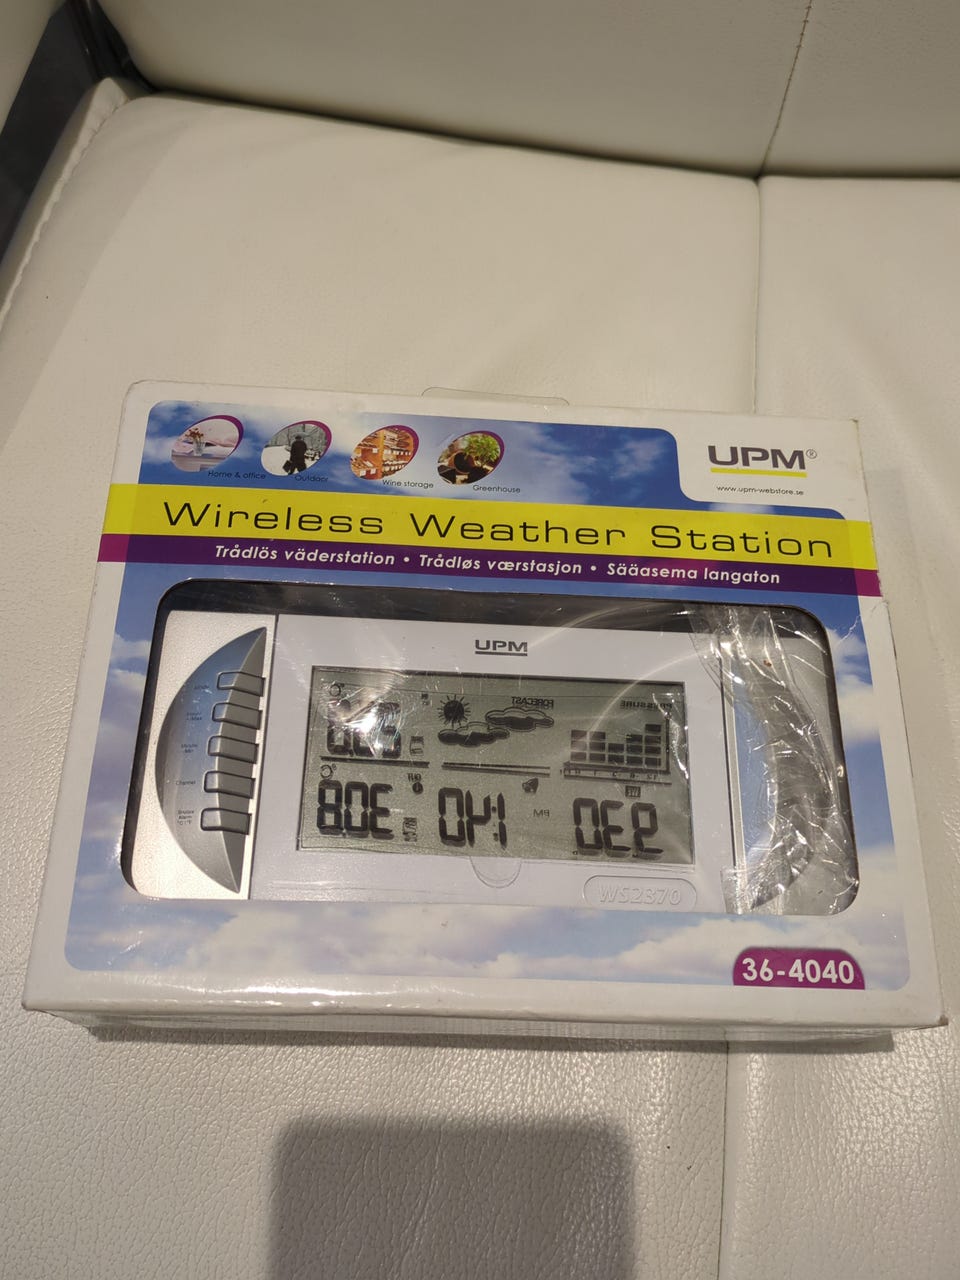 UPM®
www.upm-webstore.se
Home & office
Outdoor
Wine storage
Greenhouse
Wireless Weather Station
Trådlös väderstation • Trådløs værstasjon • Sääasema langaton
UPM
FORECAST
PRESSURE
Channel
PM
WS2370
36-4040